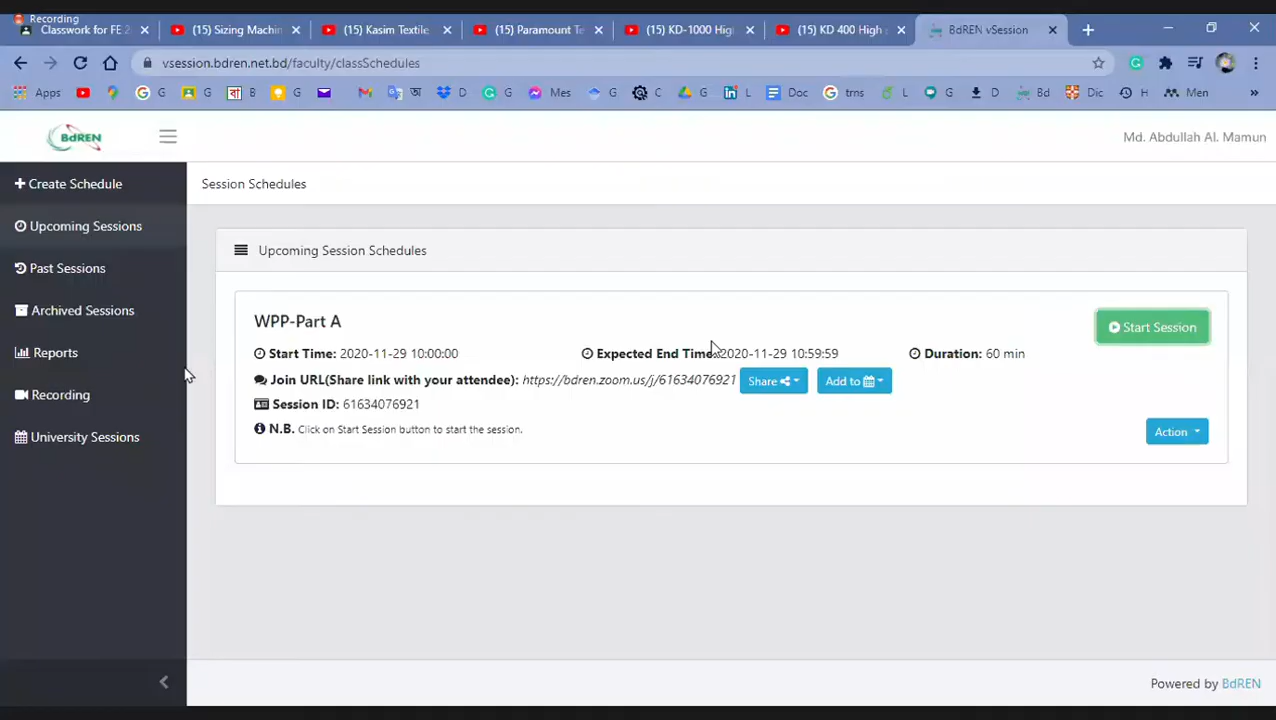 Recording
Classwork for FE 2
(15) Sizing Machin
(15) Kasim Textile
(15) Paramount Te
(15) KD-1000 Hig
(15) KD 400 High
BdREN vSession
vsession.bdren.net.bd/faculty/classSchedules
Apps G G বা B G অ D G Mes G C G L Doc trns L G D Bd Dic H Men »
BdREN
Md. Abdullah Al. Mamun
Create Schedule
Session Schedules
Upcoming Sessions
Upcoming Session Schedules
Past Sessions
Archived Sessions
Reports
Recording
University Sessions
WPP-Part A
Start Session
Start Time: 2020-11-29 10:00:00
Expected End Time: 2020-11-29 10:59:59
Duration: 60 min
Join URL(Share link with your attendee): https://bdren.zoom.us/j/61634076921 Share Add to
Session ID: 61634076921
N.B. Click on Start Session button to start the session.
Action
Powered by BdREN